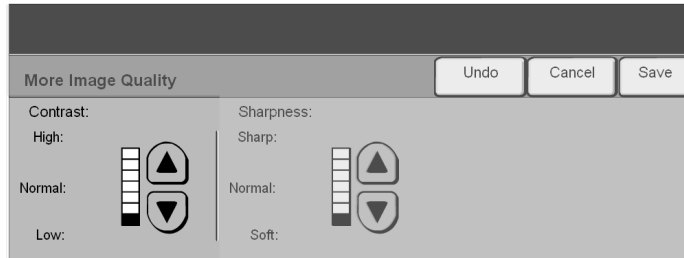 More Image Quality
Undo
Cancel
Save
Contrast:
High:
Normal:
Low:
Sharpness:
Sharp:
Normal:
Soft: